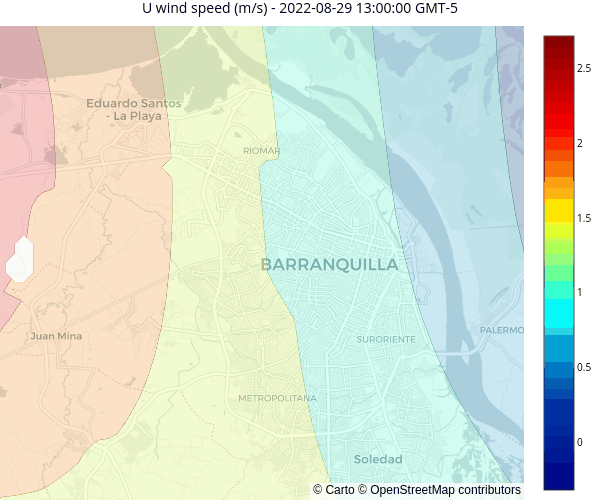 U wind speed (m/s) - 2022-08-29 13:00:00 GMT-5
2.5
2
1.5
1
0.5
0
Eduardo Santos
- La Playa
RIOMAR
BARRANQUILLA
Juan Mina
SURORIENTE
PALERMO
METROPOLITANA
Soledad
© Carto © OpenStreetMap contributors